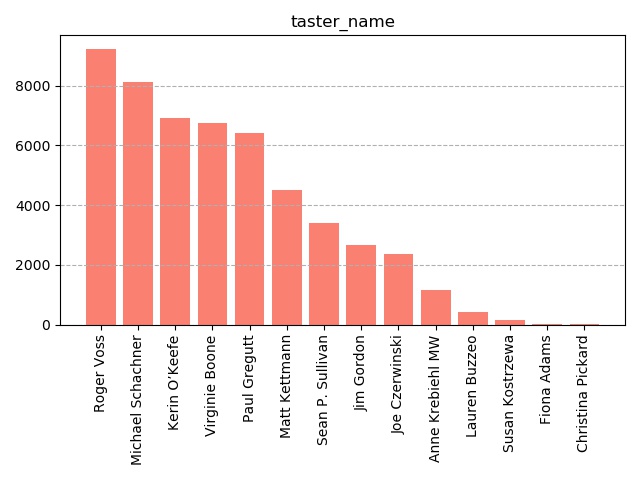 taster_name
8000
6000
4000
2000
0
Roger Voss
Michael Schachner
Kerin O’Keefe
Virginie Boone
Paul Gregutt
Matt Kettmann
Sean P. Sullivan
Jim Gordon
Joe Czerwinski
Anne Krebiehl MW
Lauren Buzzeo
Susan Kostrzewa
Fiona Adams
Christina Pickard